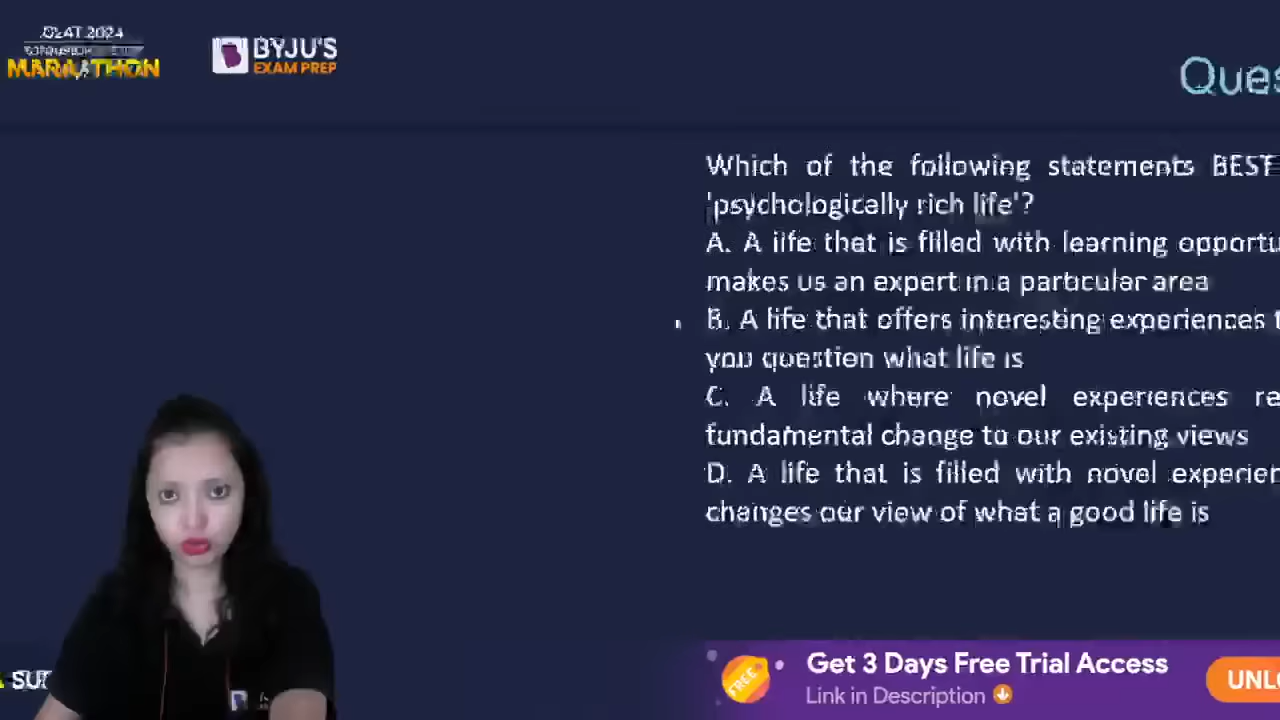 CLAT 2024
MARATHON
BYJU'S
EXAM PREP
Ques
Which of the following statements BEST
'psychologically rich life'?
A. A life that is filled with learning opportu
makes us an expert in a particular area
B. A life that offers interesting experiences t
you question what life is
C. A life where novel experiences re
fundamental change to our existing views
D. A life that is filled with novel experien
changes our view of what a good life is
Get 3 Days Free Trial Access
FREE
Link in Description
UNLO